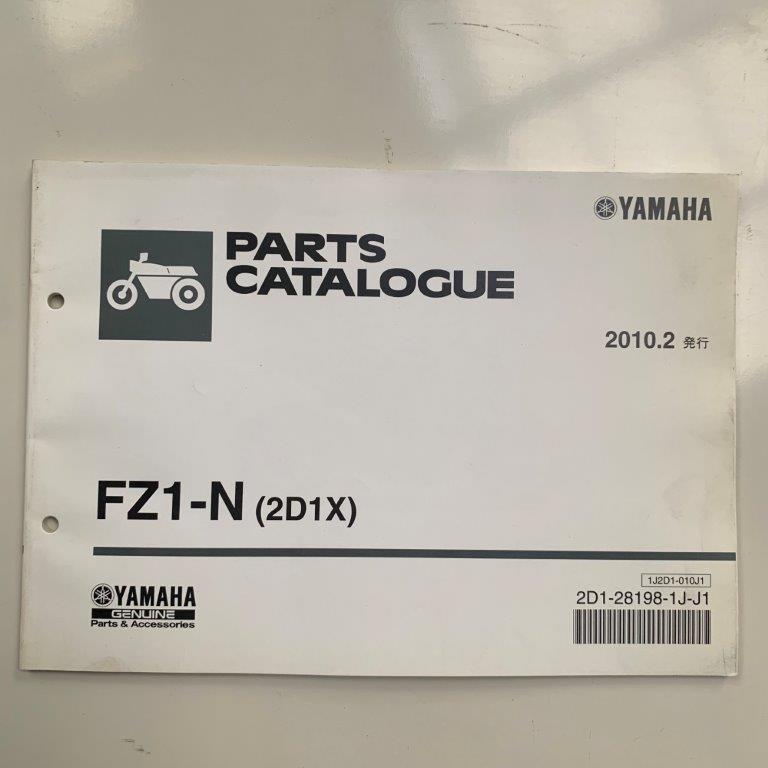 YAMAHA
PARTS
CATALOGUE
2010.2 発行
FZ1-N (2D1X)
YAMAHA
GENUINE
Parts & Accessories
1J2D1-010J1
2D1-28198-1J-J1